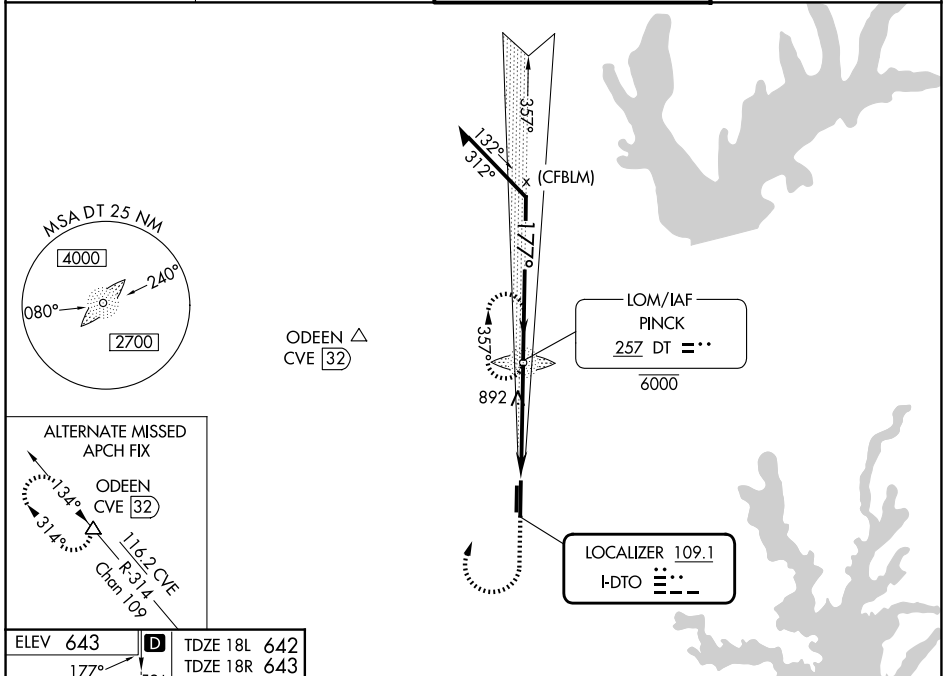 357°
132°
312°
(CFBLM)
177°
MSA DT 25 NM
4000
240°
080°
2700
ODEEN
CVE 32
357°
LOM/IAF
PINCK
257 DT
6000
892
ALTERNATE MISSED
APCH FIX
ODEEN
CVE 32
134°
314°
116.2 CVE
R-314
Chan 109
LOCALIZER 109.1
I-DTO
ELEV 643
D
TDZE 18L 642
TDZE 18R 643
177°